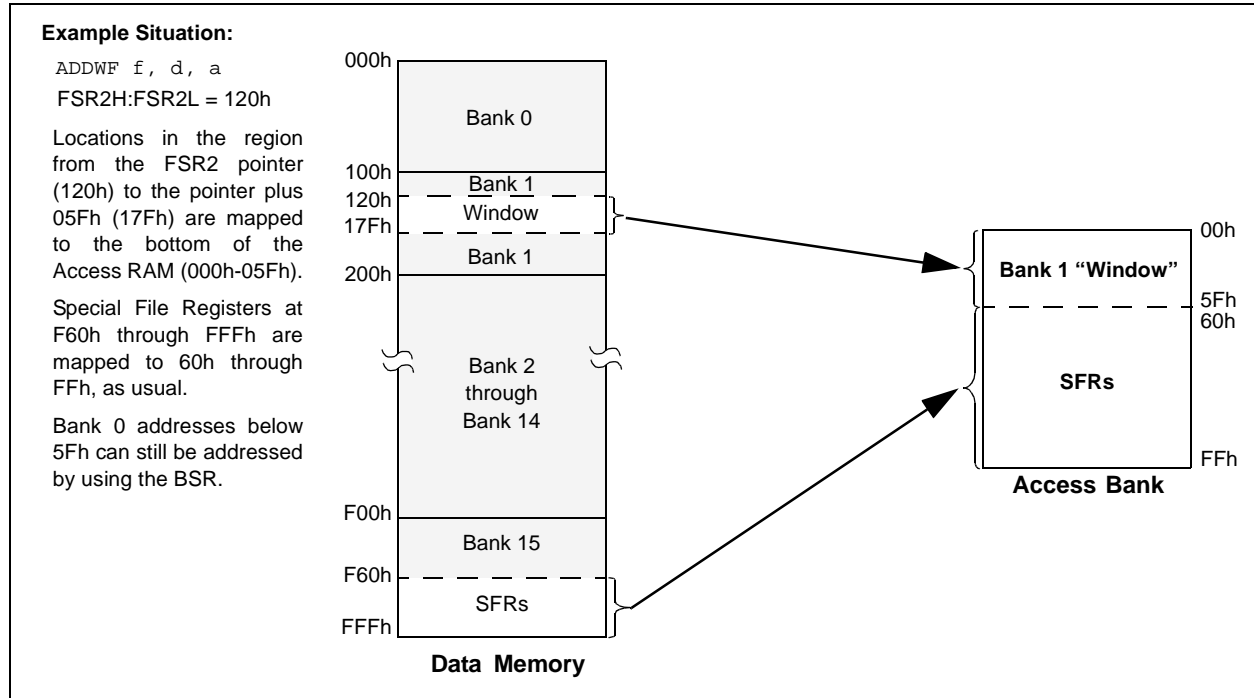 Example Situation:
ADDWF f, d, a
FSR2H:FSR2L = 120h
Locations in the region
from the FSR2 pointer
(120h) to the pointer plus
05Fh (17Fh) are mapped
to the bottom of the
Access RAM (000h-05Fh).
Special File Registers at
F60h through FFFh are
mapped to 60h through
FFh, as usual.
Bank 0 addresses below
5Fh can still be addressed
by using the BSR.
000h
Bank 0
100h
Bank 1
120h
Window
17Fh
Bank 1
200h
Bank 2
through
Bank 14
F00h
Bank 15
F60h
SFRs
FFFh
Data Memory
00h
Bank 1 “Window”
5Fh
60h
SFRs
FFh
Access Bank